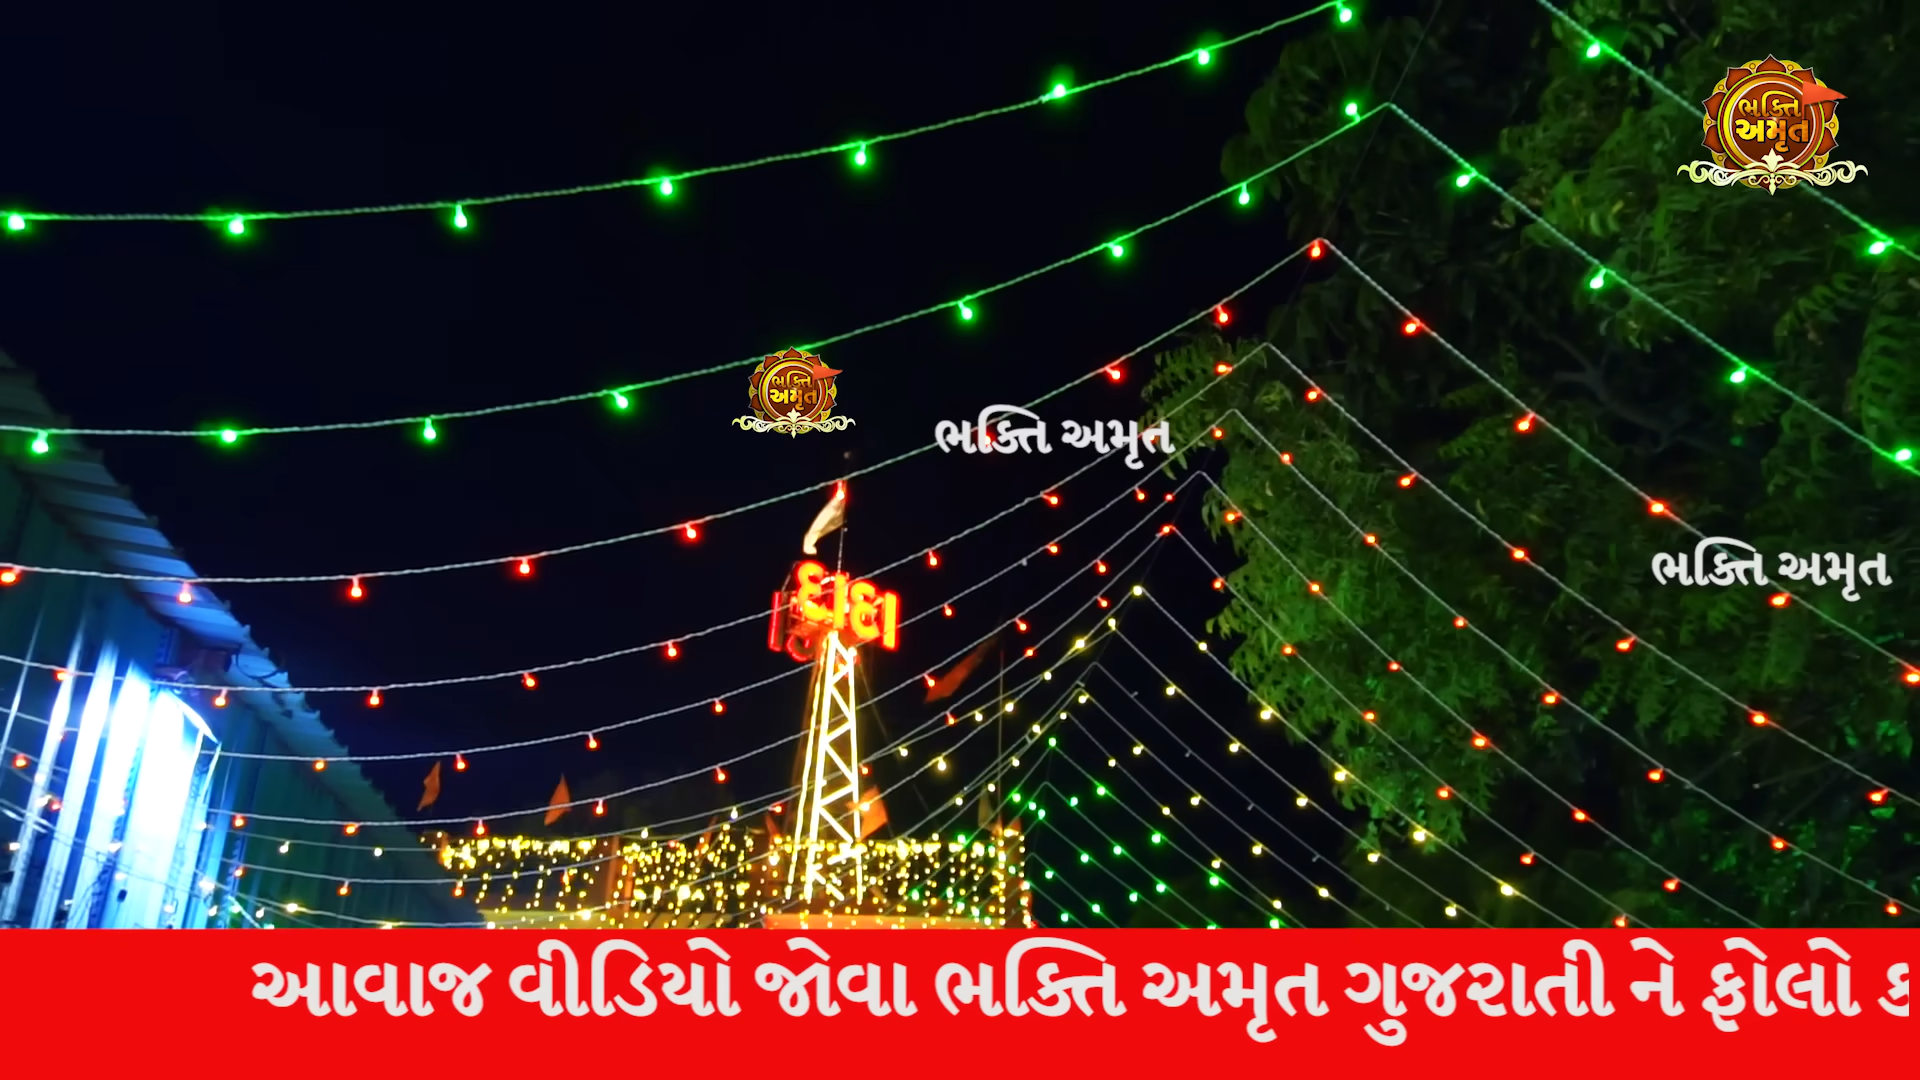 ભક્તિ
અમૃત
ભક્તિ
અમૃત
ભક્તિ અમૃત
ભક્તિ અમૃત
દાદા
આવાજ વીડિયો જોવા ભક્તિ અમૃત ગુજરાતી ને ફોલો